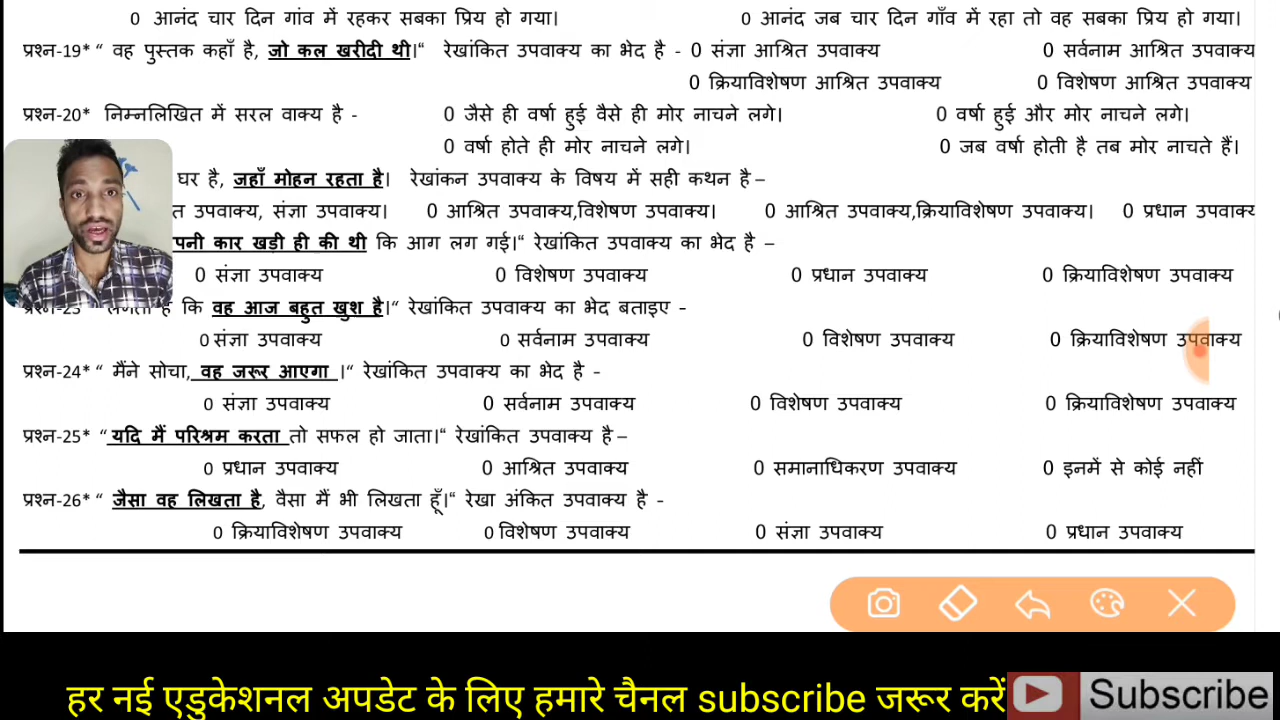 0 आनंद चार दिन गांव में रहकर सबका प्रिय हो गया। 0 आनंद जब चार दिन गाँव में रहा तो वह सबका प्रिय हो गया।
प्रश्न-19* “ वह पुस्तक कहाँ है, जो कल खरीदी थी।“ रेखांकित उपवाक्य का भेद है - 0 संज्ञा आश्रित उपवाक्य 0 सर्वनाम आश्रित उपवाक्य
0 क्रियाविशेषण आश्रित उपवाक्य 0 विशेषण आश्रित उपवाक्य
प्रश्न-20* निम्नलिखित में सरल वाक्य है - 0 जैसे ही वर्षा हुई वैसे ही मोर नाचने लगे। 0 वर्षा हुई और मोर नाचने लगे।
0 वर्षा होते ही मोर नाचने लगे। 0 जब वर्षा होती है तब मोर नाचते हैं।
घर है, जहाँ मोहन रहता है। रेखांकन उपवाक्य के विषय में सही कथन है –
उपवाक्य, संज्ञा उपवाक्य। 0 आश्रित उपवाक्य,विशेषण उपवाक्य। 0 आश्रित उपवाक्य,क्रियाविशेषण उपवाक्य। 0 प्रधान उपवाक्य
कार खड़ी ही की थी कि आग लग गई।“ रेखांकित उपवाक्य का भेद है –
0 संज्ञा उपवाक्य 0 विशेषण उपवाक्य 0 प्रधान उपवाक्य 0 क्रियाविशेषण उपवाक्य
कि वह आज बहुत खुश है।“ रेखांकित उपवाक्य का भेद बताइए -
0 संज्ञा उपवाक्य 0 सर्वनाम उपवाक्य 0 विशेषण उपवाक्य 0 क्रियाविशेषण उपवाक्य
प्रश्न-24* “ मैंने सोचा, वह जरूर आएगा ।“ रेखांकित उपवाक्य का भेद है -
0 संज्ञा उपवाक्य 0 सर्वनाम उपवाक्य 0 विशेषण उपवाक्य 0 क्रियाविशेषण उपवाक्य
प्रश्न-25* “ यदि मैं परिश्रम करता तो सफल हो जाता।“ रेखांकित उपवाक्य है –
0 प्रधान उपवाक्य 0 आश्रित उपवाक्य 0 समानाधिकरण उपवाक्य 0 इनमें से कोई नहीं
प्रश्न-26* “ जैसा वह लिखता है, वैसा मैं भी लिखता हूँ।“ रेखा अंकित उपवाक्य है -
0 क्रियाविशेषण उपवाक्य 0 विशेषण उपवाक्य 0 संज्ञा उपवाक्य 0 प्रधान उपवाक्य
हर नई एडुकेशनल अपडेट के लिए हमारे चैनल subscribe जरूर करें Subscribe